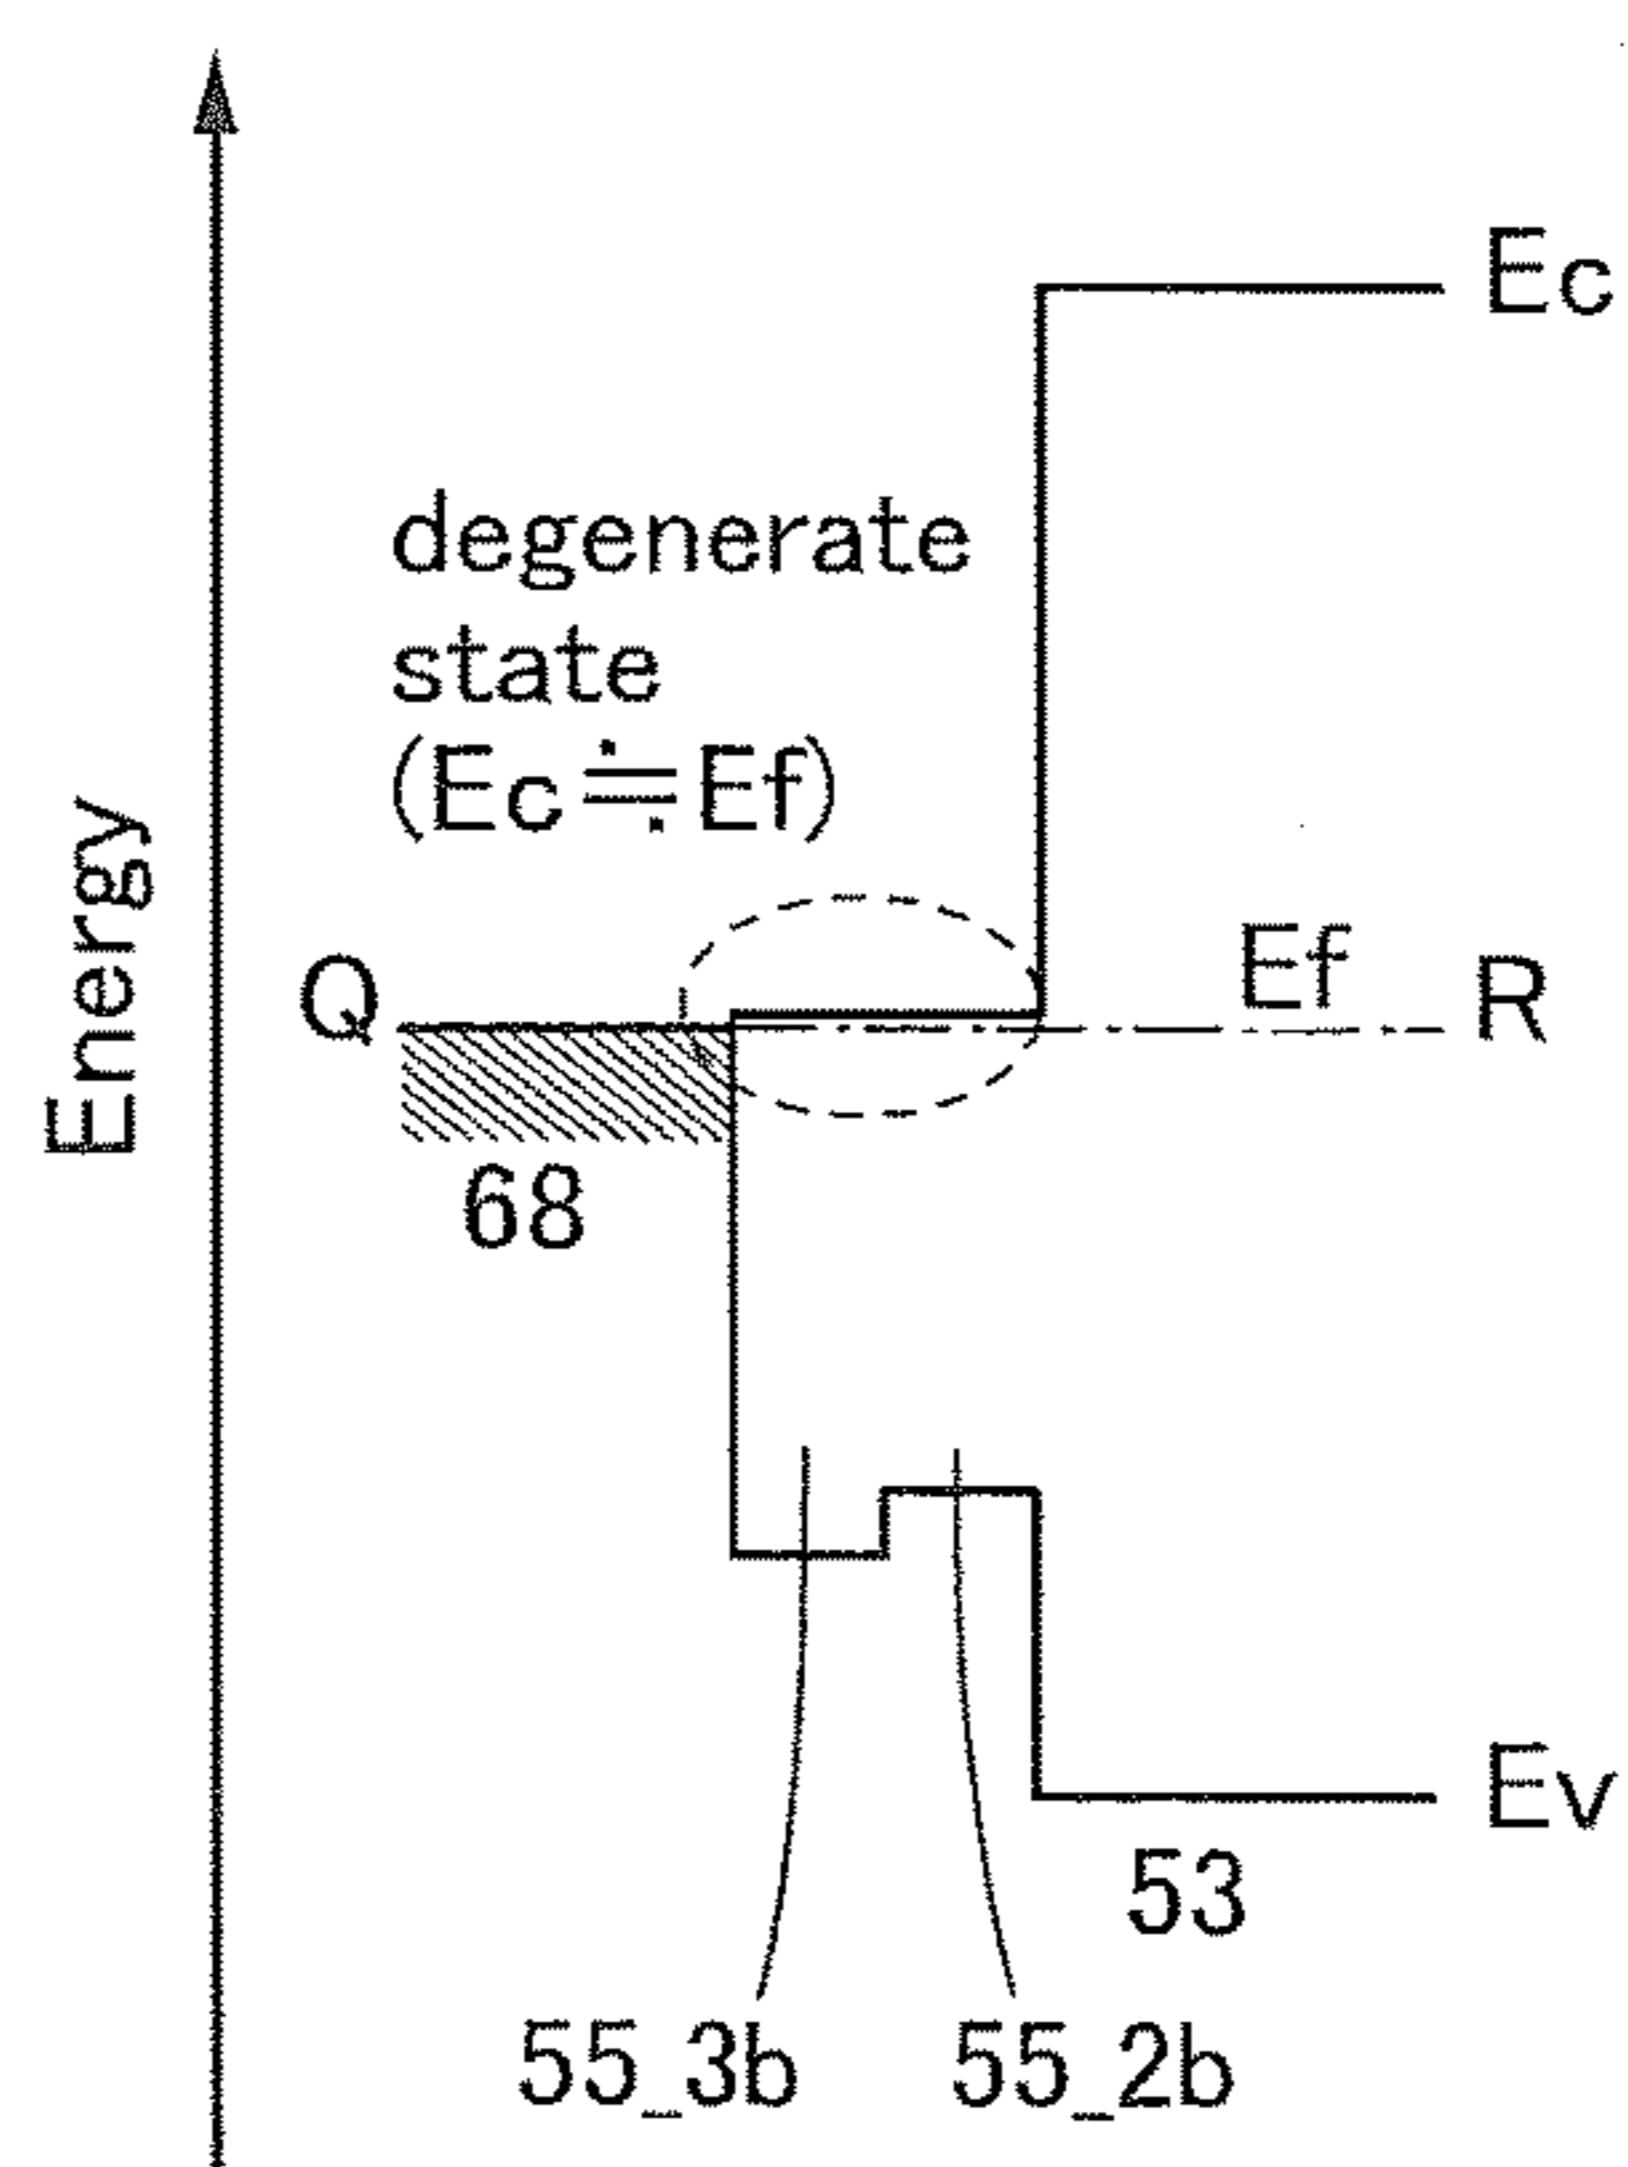 Ec
degenerate
state
(Ec≒Ef)
Energy
Q
Ef
R
68
Ev
53
55_3b
55_2b